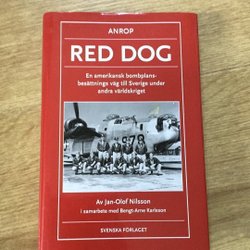 ANROP
RED DOG
En amerikansk bombplans-
besättnings väg till Sverige under
andra världskriget
Av Jan-Olof Nilsson
i samarbete med Bengt-Arne Karlsson
SVENSKA FÖRLAGET